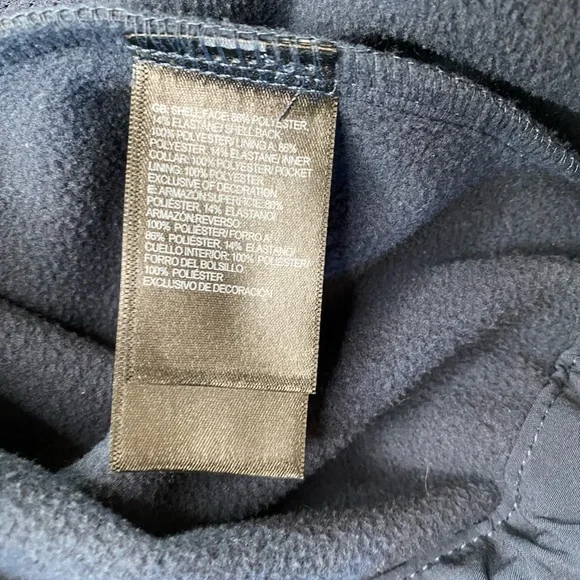 GB: SHELL FACE: 86% POLYESTER,
14% ELASTANE/SHELL BACK
100% POLYESTER/ LINING A: 86%
POLYESTER, 14% ELASTANE/ INNER
COLLAR: 100% POLYESTER/ POCKET
LINING: 100% POLYESTER
EXCLUSIVE OF DECORATION
E: ARMAZÓN:SUPERFICIE:86%
POLIÉSTER, 14% ELASTANO/
ARMAZÓN:REVERSO:
100% POLIÉSTER/ FORRO A:
86% POLIÉSTER, 14% ELASTANO/
CUELLO INTERIOR: 100% POLIÉSTER/
FORRO DEL BOLSILLO:
100% POLIÉSTER
EXCLUSIVO DE DECORACIÓN